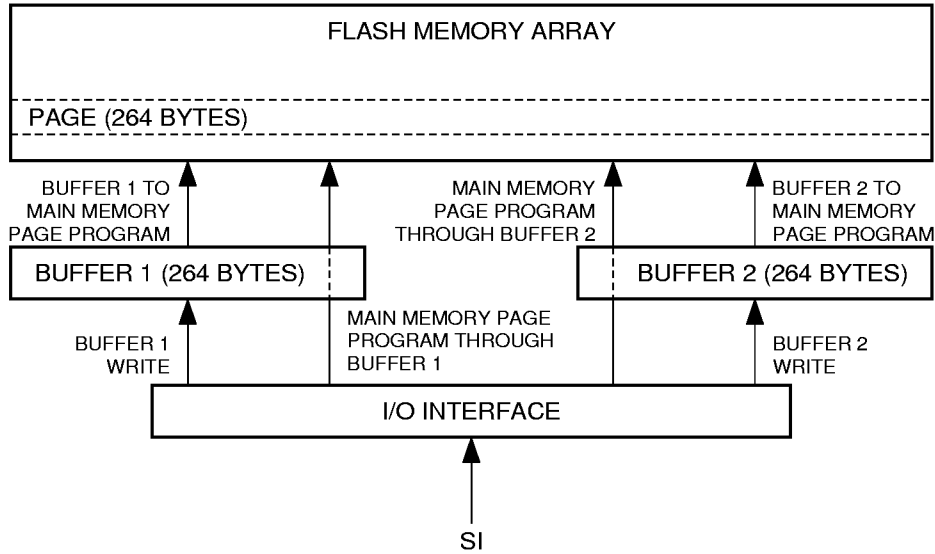 FLASH MEMORY ARRAY
PAGE (264 BYTES)
BUFFER 1 TO
MAIN MEMORY
PAGE PROGRAM
MAIN MEMORY
PAGE PROGRAM
THROUGH BUFFER 2
BUFFER 2 TO
MAIN MEMORY
PAGE PROGRAM
BUFFER 1 (264 BYTES)
BUFFER 2 (264 BYTES)
BUFFER 1
WRITE
MAIN MEMORY PAGE
PROGRAM THROUGH
BUFFER 1
BUFFER 2
WRITE
I/O INTERFACE
SI